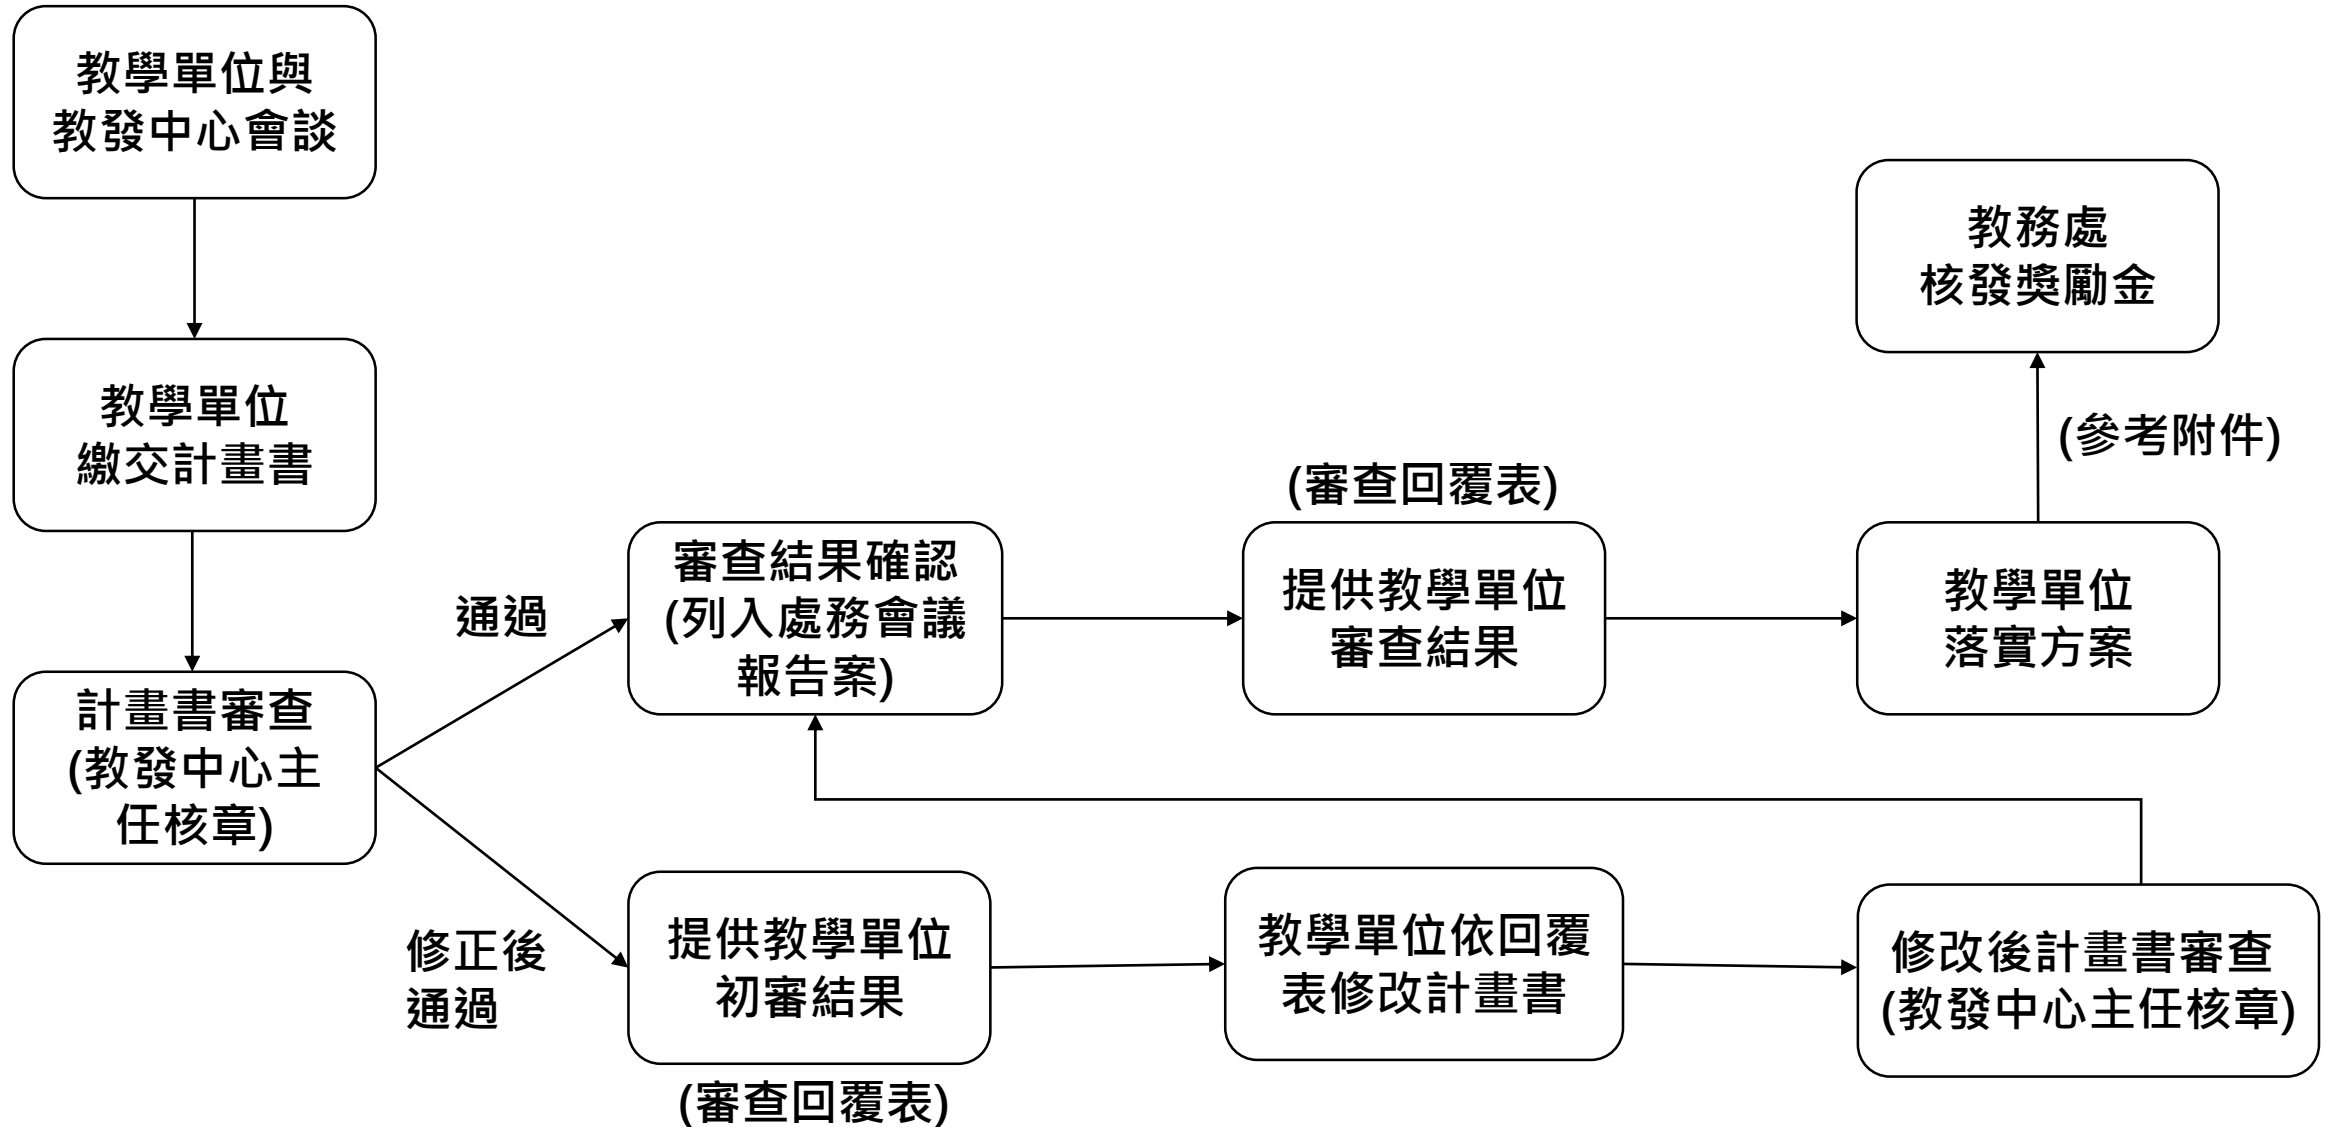 教學單位與
教發中心會談
教學單位
繳交計畫書
計畫書審查
(教發中心主
任核章)
通過
審查結果確認
(列入處務會議
報告案)
(審查回覆表)
提供教學單位
審查結果
教學單位
落實方案
(參考附件)
教務處
核發獎勵金
修正後
通過
提供教學單位
初審結果
(審查回覆表)
教學單位依回覆
表修改計畫書
修改後計畫書審查
(教發中心主任核章)